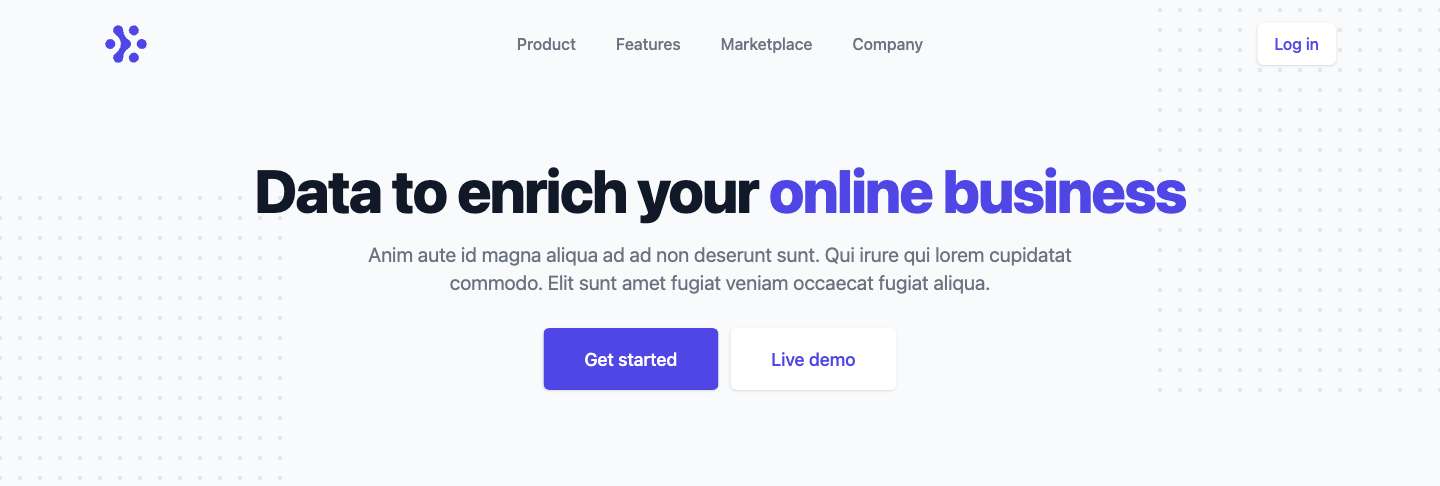 Product Features Marketplace Company Log in
Data to enrich your online business
Anim aute id magna aliqua ad ad non deserunt sunt. Qui irure qui lorem cupidatat
commodo. Elit sunt amet fugiat veniam occaecat fugiat aliqua.
Get started Live demo